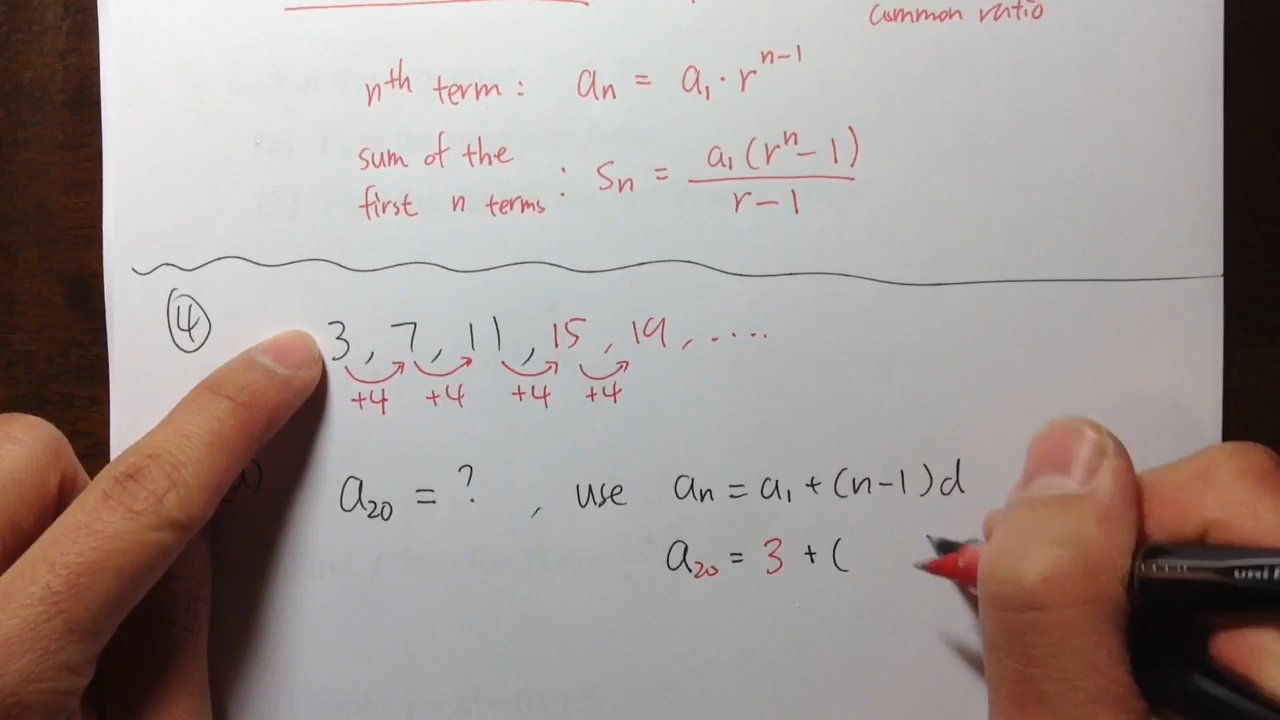 common ratio
nth term : an = a1 · r^n-1
sum of the
first n terms : Sn = a1 (r^n - 1) / r - 1
④ 3, 7, 11, 15, 19, ....
+4 +4 +4 +4
a20 = ? , use an = a1 + (n-1)d
a20 = 3 + (